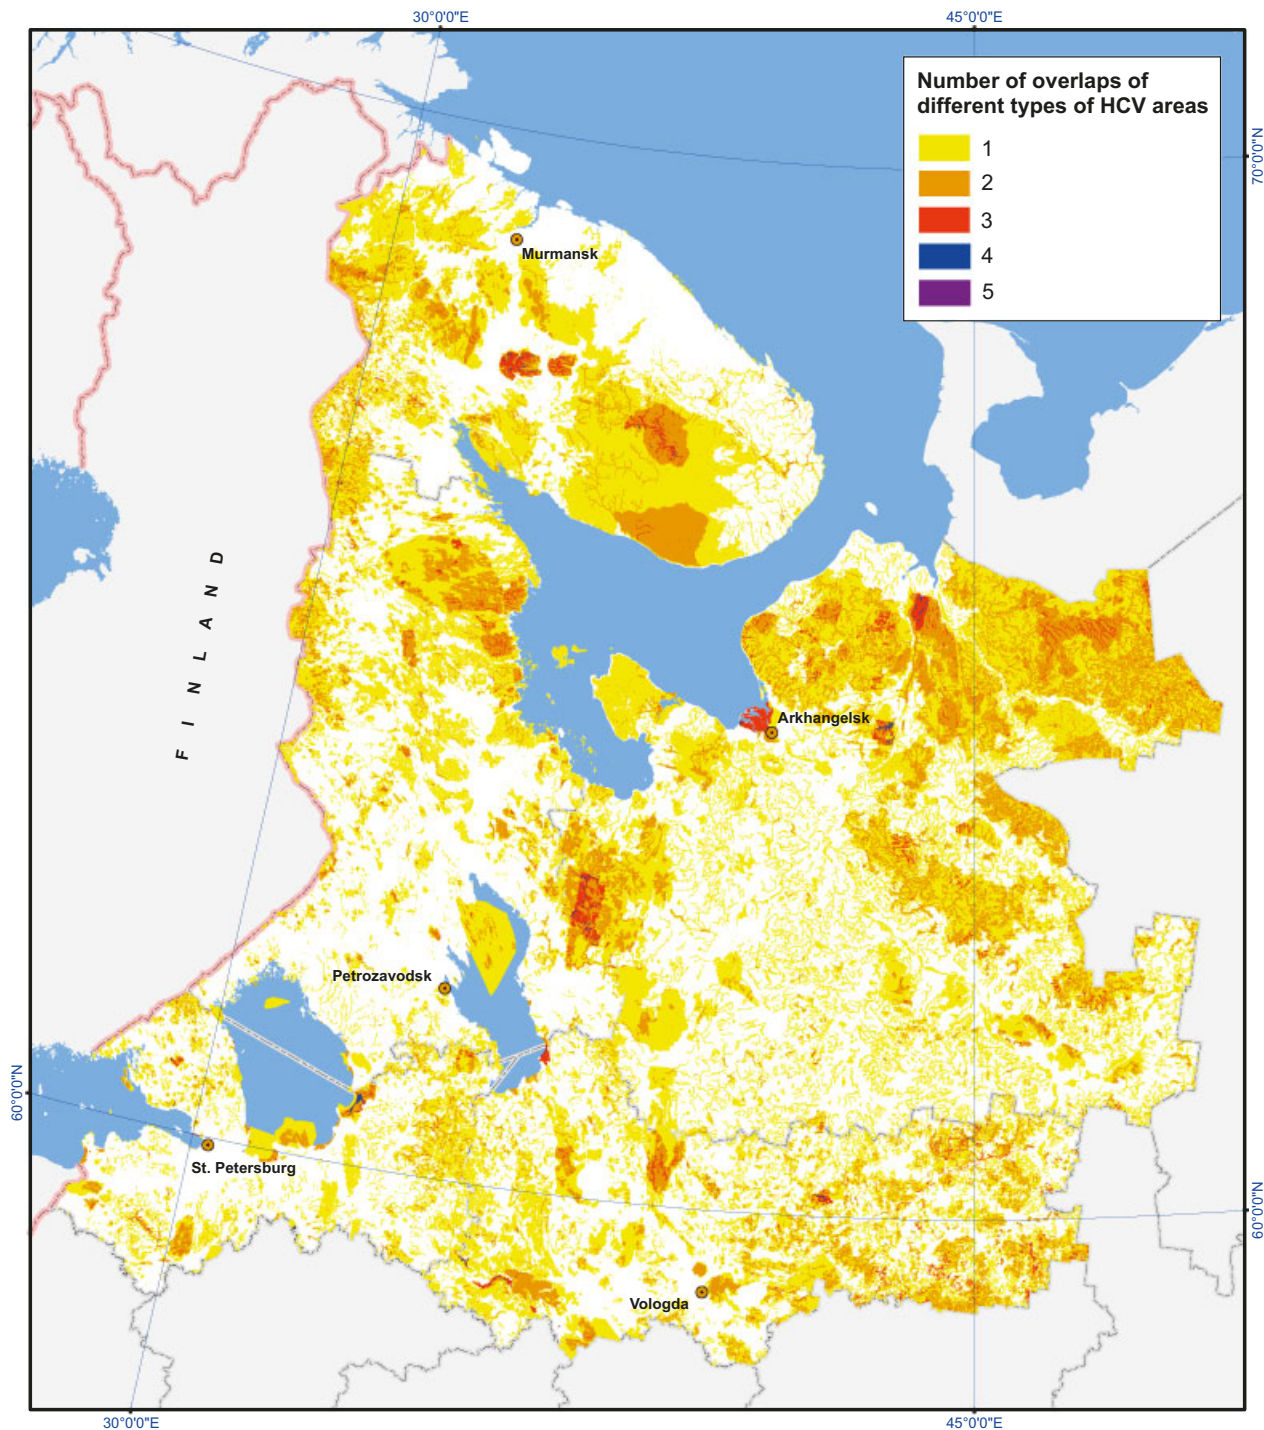 30°0'0"E
45°0'0"E
Number of overlaps of
different types of HCV areas
1
2
3
4
5
70°0'0"N
Murmansk
FINLAND
Arkhangelsk
Petrozavodsk
60°0'0"N
St. Petersburg
60°0'0"N
Vologda
30°0'0"E
45°0'0"E